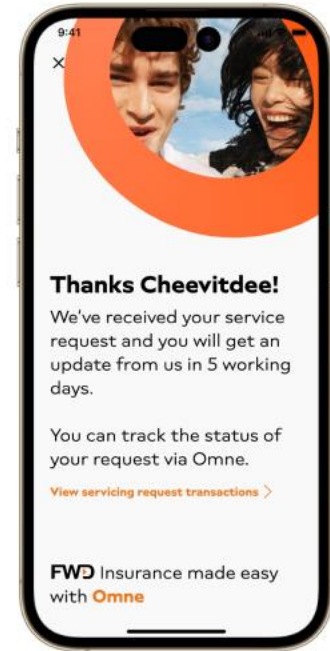 9:41
Thanks Cheevitdee!
We've received your service
request and you will get an
update from us in 5 working
days.
You can track the status of
your request via Omne.
View servicing request transactions >
FWD Insurance made easy
with Omne